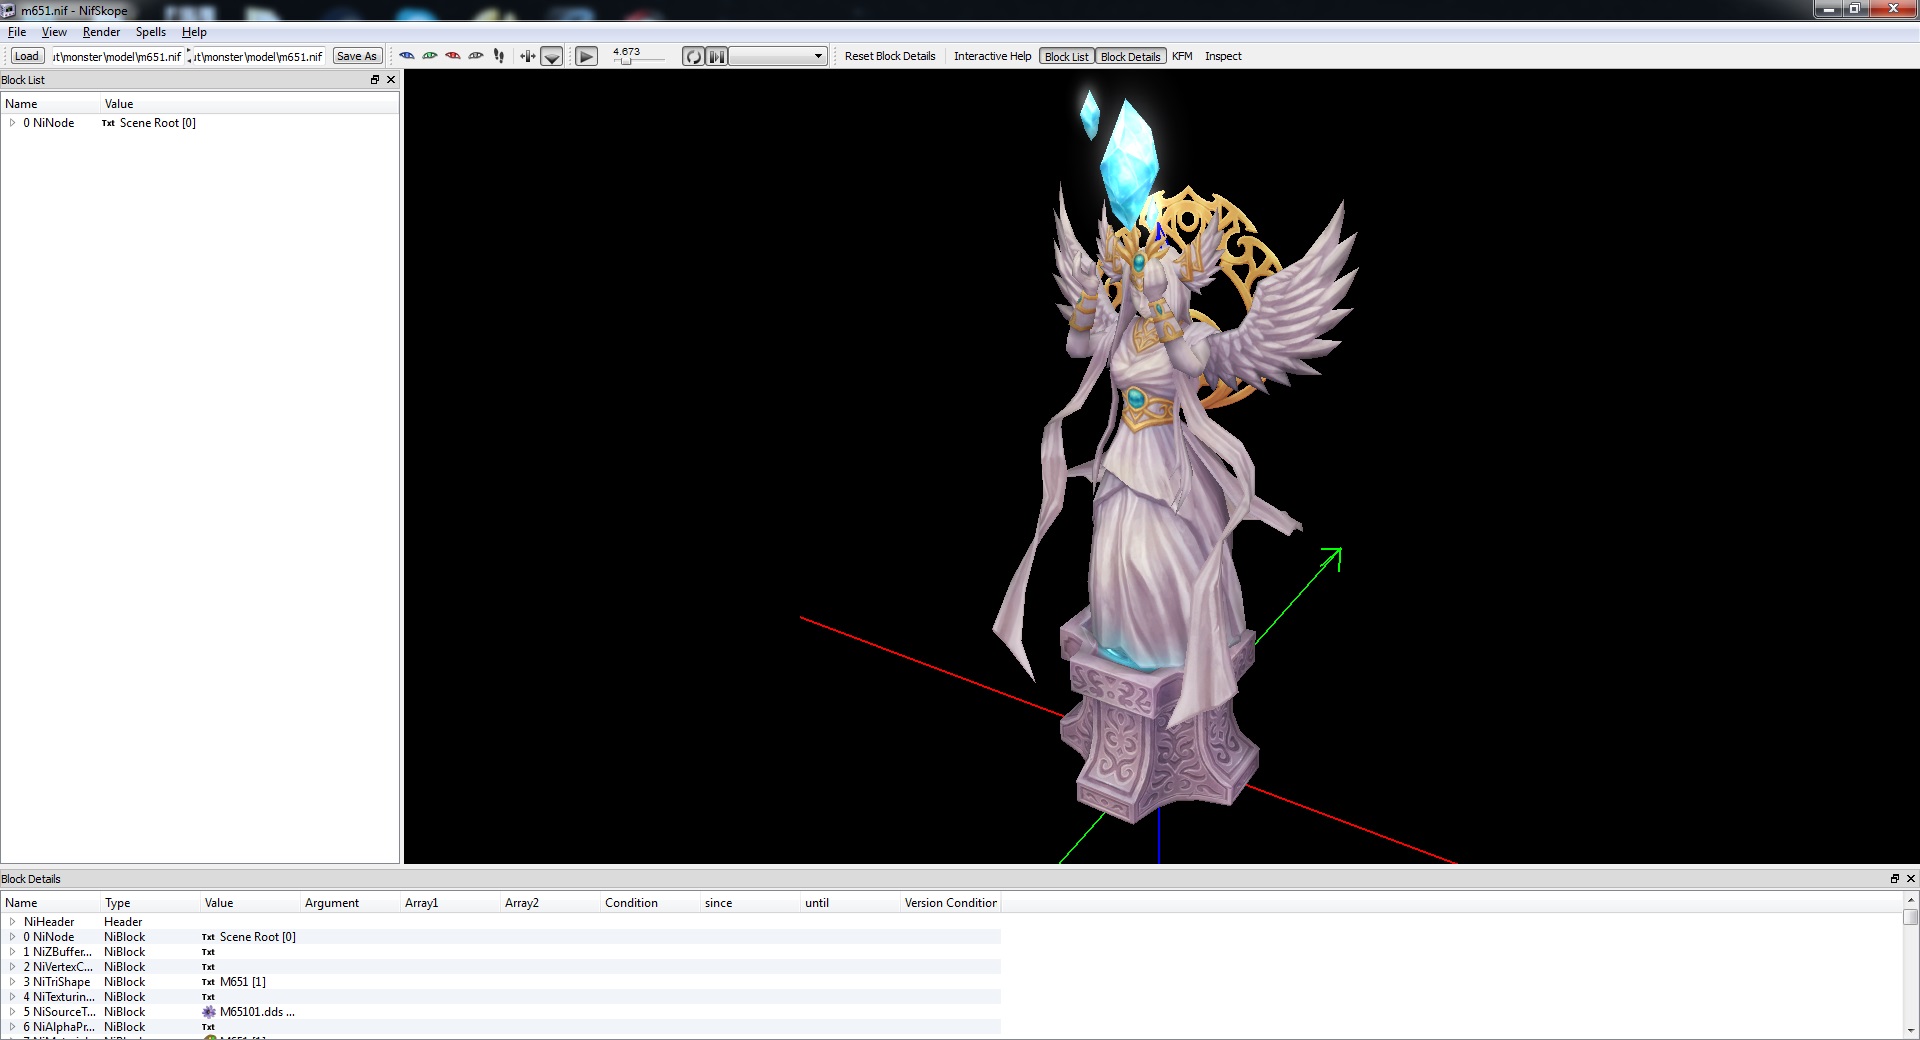 m651.nif - NifSkope
File View Render Spells Help
Load ıt\monster\model\m651.nif ıt\monster\model\m651.nif Save As 4.673 Reset Block Details Interactive Help Block List Block Details KFM Inspect
Block List
Name Value
0 NiNode Txt Scene Root [0]
Block Details
Name Type Value Argument Array1 Array2 Condition since until Version Condition
NiHeader Header
0 NiNode NiBlock Txt Scene Root [0]
1 NiZBuffer... NiBlock Txt
2 NiVertexC... NiBlock Txt
3 NiTriShape NiBlock Txt M651 [1]
4 NiTexturin... NiBlock Txt
5 NiSourceT... NiBlock M65101.dds ...
6 NiAlphaPr... NiBlock Txt